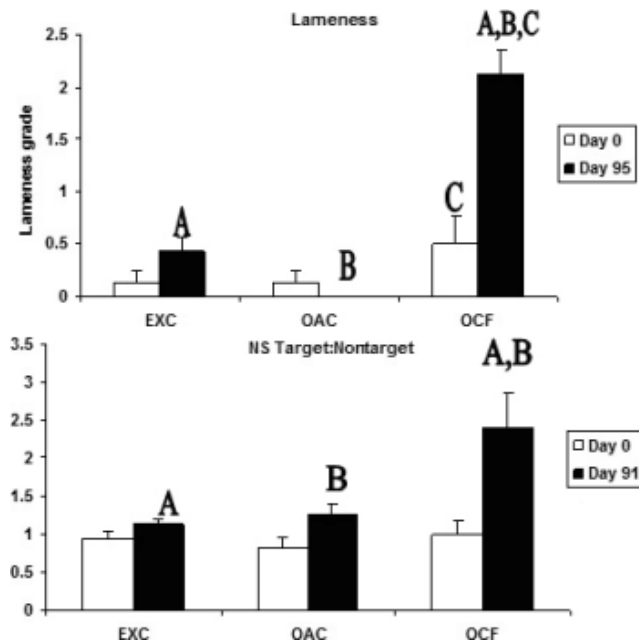 Lameness
A,B,C
2.5
2
1.5
1
0.5
0
Lameness grade
A
B
C
Day 0
Day 95
EXC OAC OCF
NS Target:Nontarget
A,B
3.5
3
2.5
2
1.5
1
0.5
0
A
B
Day 0
Day 91
EXC OAC OCF